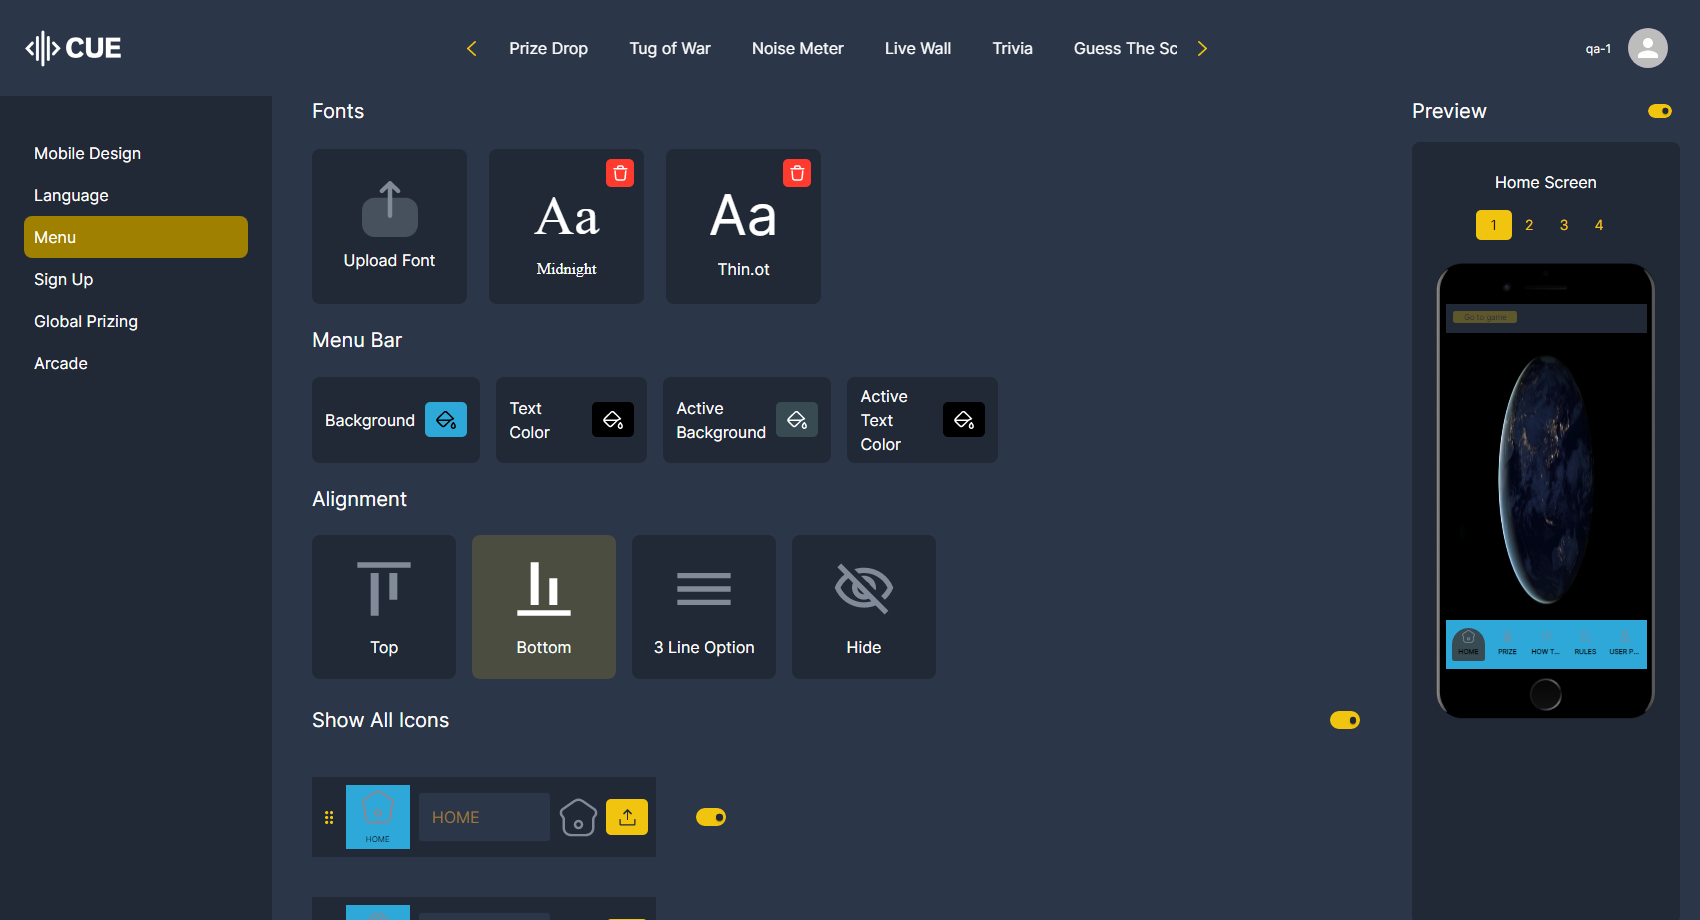 CUE
Prize Drop
Tug of War
Noise Meter
Live Wall
Trivia
Guess The Sc
qa-1
Mobile Design
Language
Menu
Sign Up
Global Prizing
Arcade
Fonts
Upload Font
Aa
Midnight
Aa
Thin.ot
Menu Bar
Background
Text
Color
Active
Background
Active
Text
Color
Alignment
Top
Bottom
3 Line Option
Hide
Show All Icons
HOME
HOME
Preview
Home Screen
1 2 3 4
Go to game
HOME
PRIZE
HOW T...
RULES
USER P...